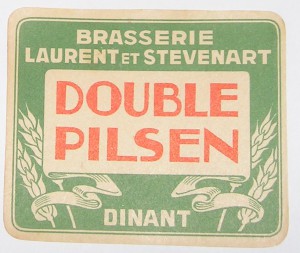 BRASSERIE
LAURENT ET STEVENART
DOUBLE
PILSEN
DINANT